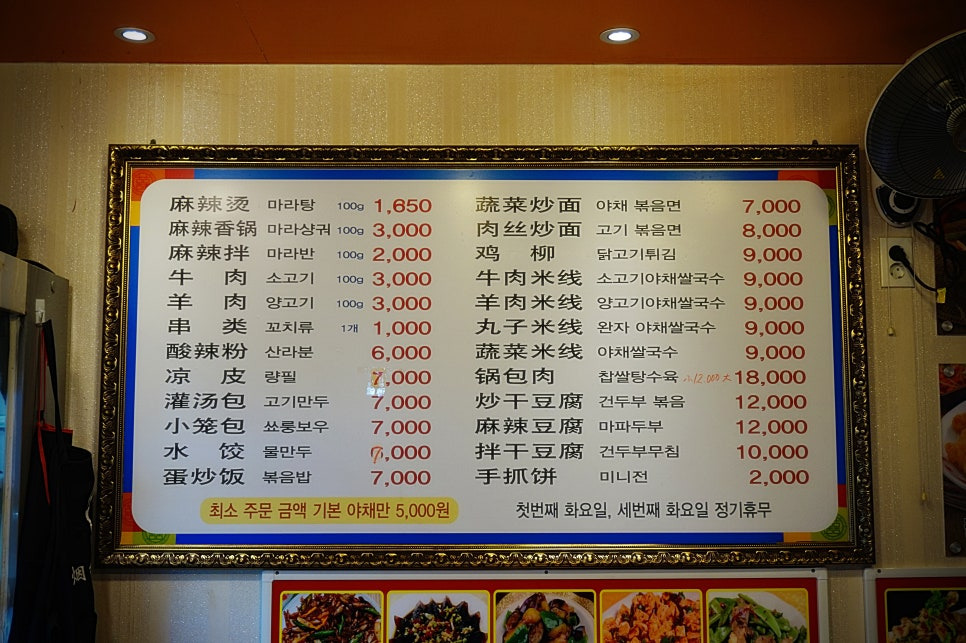 麻辣烫 마라탕 100g 1,650
麻辣香锅 마라샹궈 100g 3,000
麻辣拌 마라반 100g 2,000
牛肉 소고기 100g 3,000
羊肉 양고기 100g 3,000
串类 꼬치류 1개 1,000
酸辣粉 산라분 6,000
凉皮 량필 7,000
灌汤包 고기만두 7,000
小笼包 쑈룽보우 7,000
水饺 물만두 7,000
蛋炒饭 볶음밥 7,000
최소 주문 금액 기본 야채만 5,000원
蔬菜炒面 야채 볶음면 7,000
肉丝炒面 고기 볶음면 8,000
鸡柳 닭고기튀김 9,000
牛肉米线 소고기야채쌀국수 9,000
羊肉米线 양고기야채쌀국수 9,000
丸子米线 완자 야채쌀국수 9,000
蔬菜米线 야채쌀국수 9,000
锅包肉 찹쌀탕수육 小12,000 大18,000
炒干豆腐 건두부 볶음 12,000
麻辣豆腐 마파두부 12,000
拌干豆腐 건두부무침 10,000
手抓饼 미니전 2,000
첫번째 화요일, 세번째 화요일 정기휴무